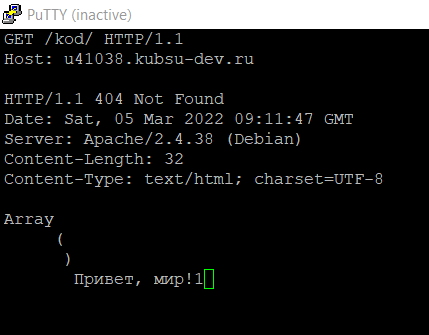 PuTTY (inactive)
GET /kod/ HTTP/1.1
Host: u41038.kubsu-dev.ru
HTTP/1.1 404 Not Found
Date: Sat, 05 Mar 2022 09:11:47 GMT
Server: Apache/2.4.38 (Debian)
Content-Length: 32
Content-Type: text/html; charset=UTF-8
Array
(
)
Привет, мир!1